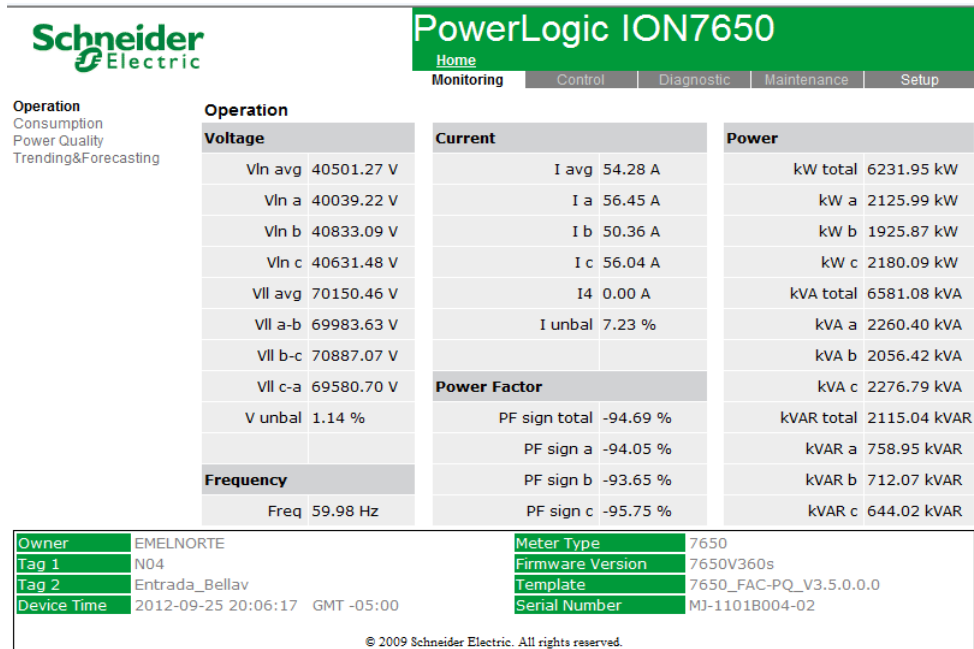 Schneider Electric
PowerLogic ION7650
Home
Monitoring Control Diagnostic Maintenance Setup
Operation
Consumption
Power Quality
Trending&Forecasting
Operation
Voltage
Vln avg 40501.27 V
Vln a 40039.22 V
Vln b 40833.09 V
Vln c 40631.48 V
Vll avg 70150.46 V
Vll a-b 69983.63 V
Vll b-c 70887.07 V
Vll c-a 69580.70 V
V unbal 1.14 %
Frequency
Freq 59.98 Hz
Current
I avg 54.28 A
I a 56.45 A
I b 50.36 A
I c 56.04 A
I4 0.00 A
I unbal 7.23 %
Power Factor
PF sign total -94.69 %
PF sign a -94.05 %
PF sign b -93.65 %
PF sign c -95.75 %
Power
kW total 6231.95 kW
kW a 2125.99 kW
kW b 1925.87 kW
kW c 2180.09 kW
kVA total 6581.08 kVA
kVA a 2260.40 kVA
kVA b 2056.42 kVA
kVA c 2276.79 kVA
kVAR total 2115.04 kVAR
kVAR a 758.95 kVAR
kVAR b 712.07 kVAR
kVAR c 644.02 kVAR
Owner EMELNORTE
Tag 1 N04
Tag 2 Entrada_Bellav
Device Time 2012-09-25 20:06:17 GMT -05:00
Meter Type 7650
Firmware Version 7650V360s
Template 7650_FAC-PQ_V3.5.0.0.0
Serial Number MJ-1101B004-02
© 2009 Schneider Electric. All rights reserved.